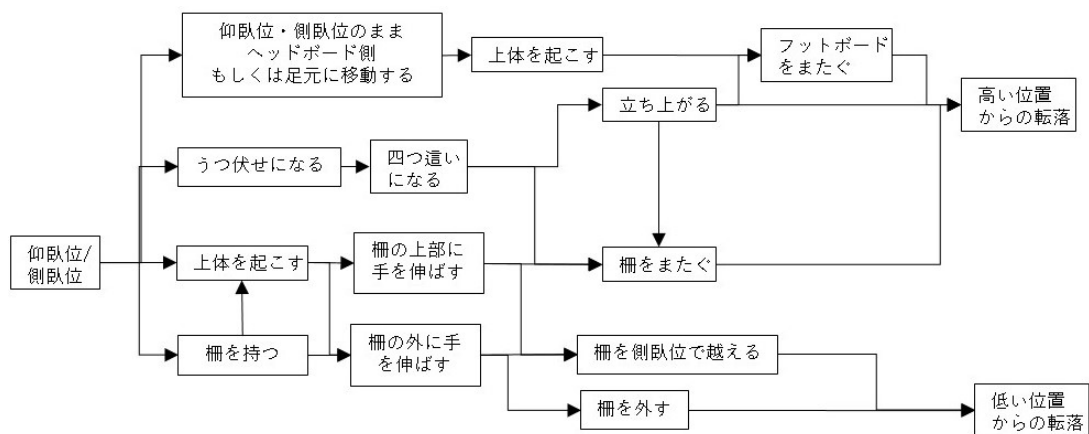 仰臥位・側臥位のまま
ヘッドボード側
もしくは足元に移動する
上体を起こす
フットボード
をまたぐ
立ち上がる
高い位置
からの転落
うつ伏せになる
四つ這い
になる
仰臥位/
側臥位
上体を起こす
柵の上部に
手を伸ばす
柵をまたぐ
柵を持つ
柵の外に手
を伸ばす
柵を側臥位で越える
柵を外す
低い位置
からの転落